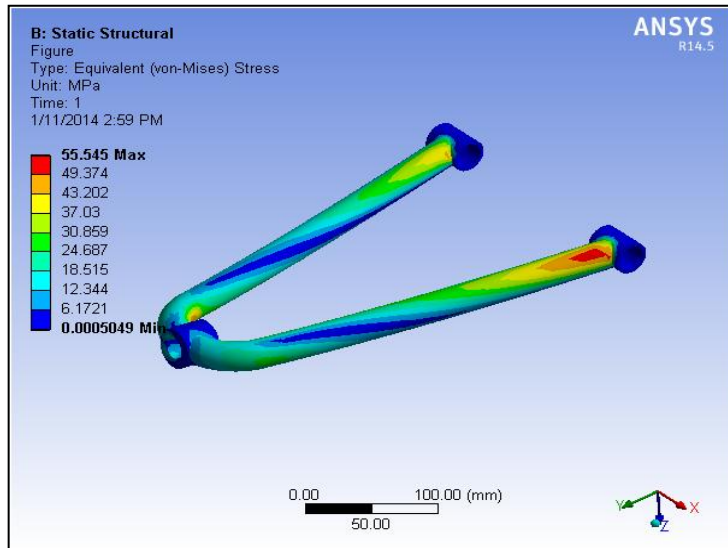 B: Static Structural
Figure
Type: Equivalent (von-Mises) Stress
Unit: MPa
Time: 1
1/11/2014 2:59 PM
ANSYS
R14.5
55.545 Max
49.374
43.202
37.03
30.859
24.687
18.515
12.344
6.1721
0.0005049 Min
0.00 100.00 (mm)
50.00
Y X
Z